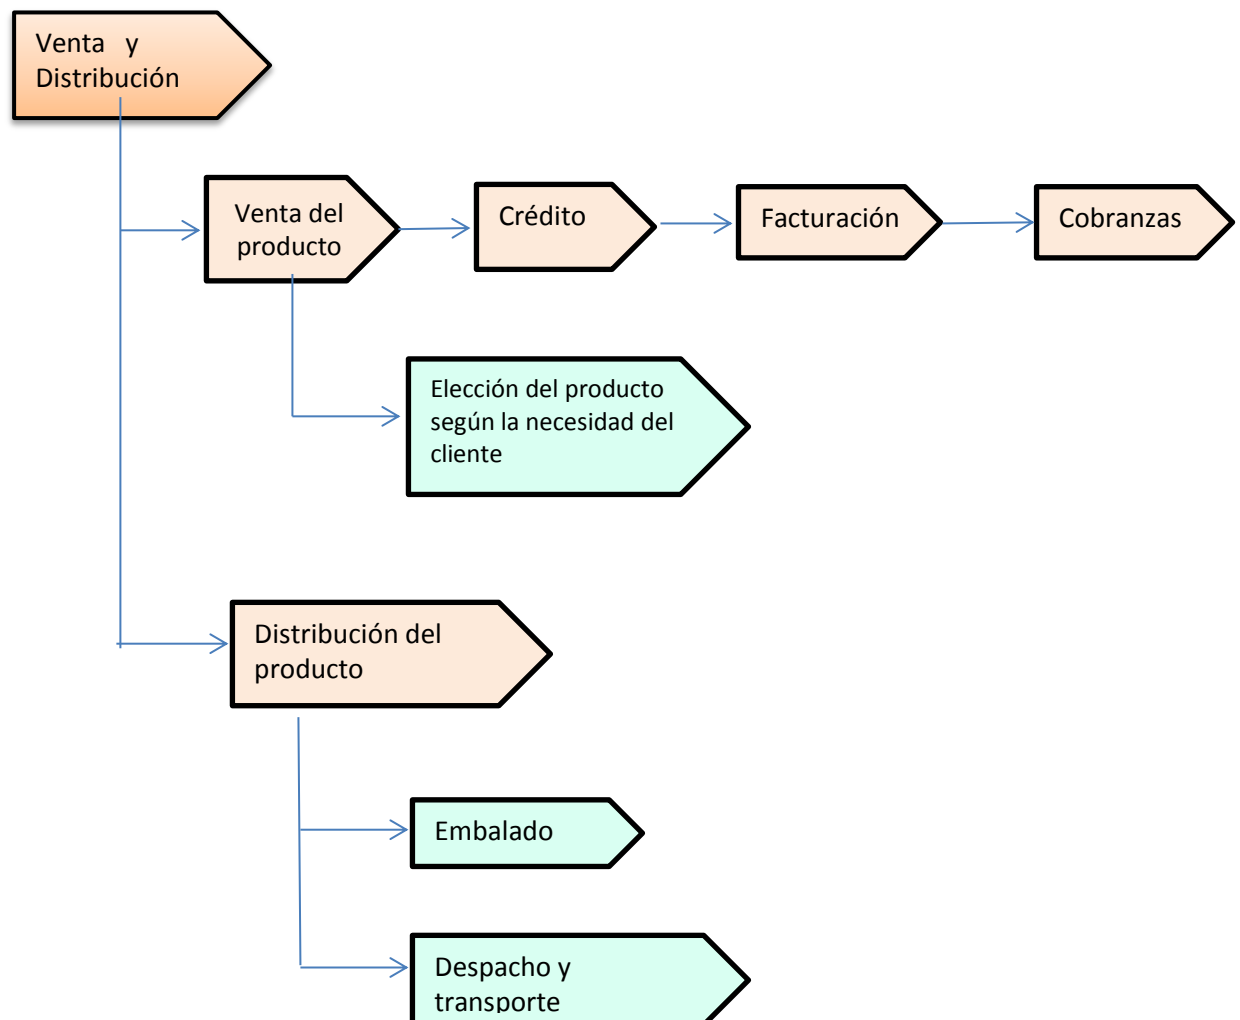 Venta y
Distribución
Venta del
producto
Crédito
Facturación
Cobranzas
Elección del producto
según la necesidad del
cliente
Distribución del
producto
Embalado
Despacho y
transporte